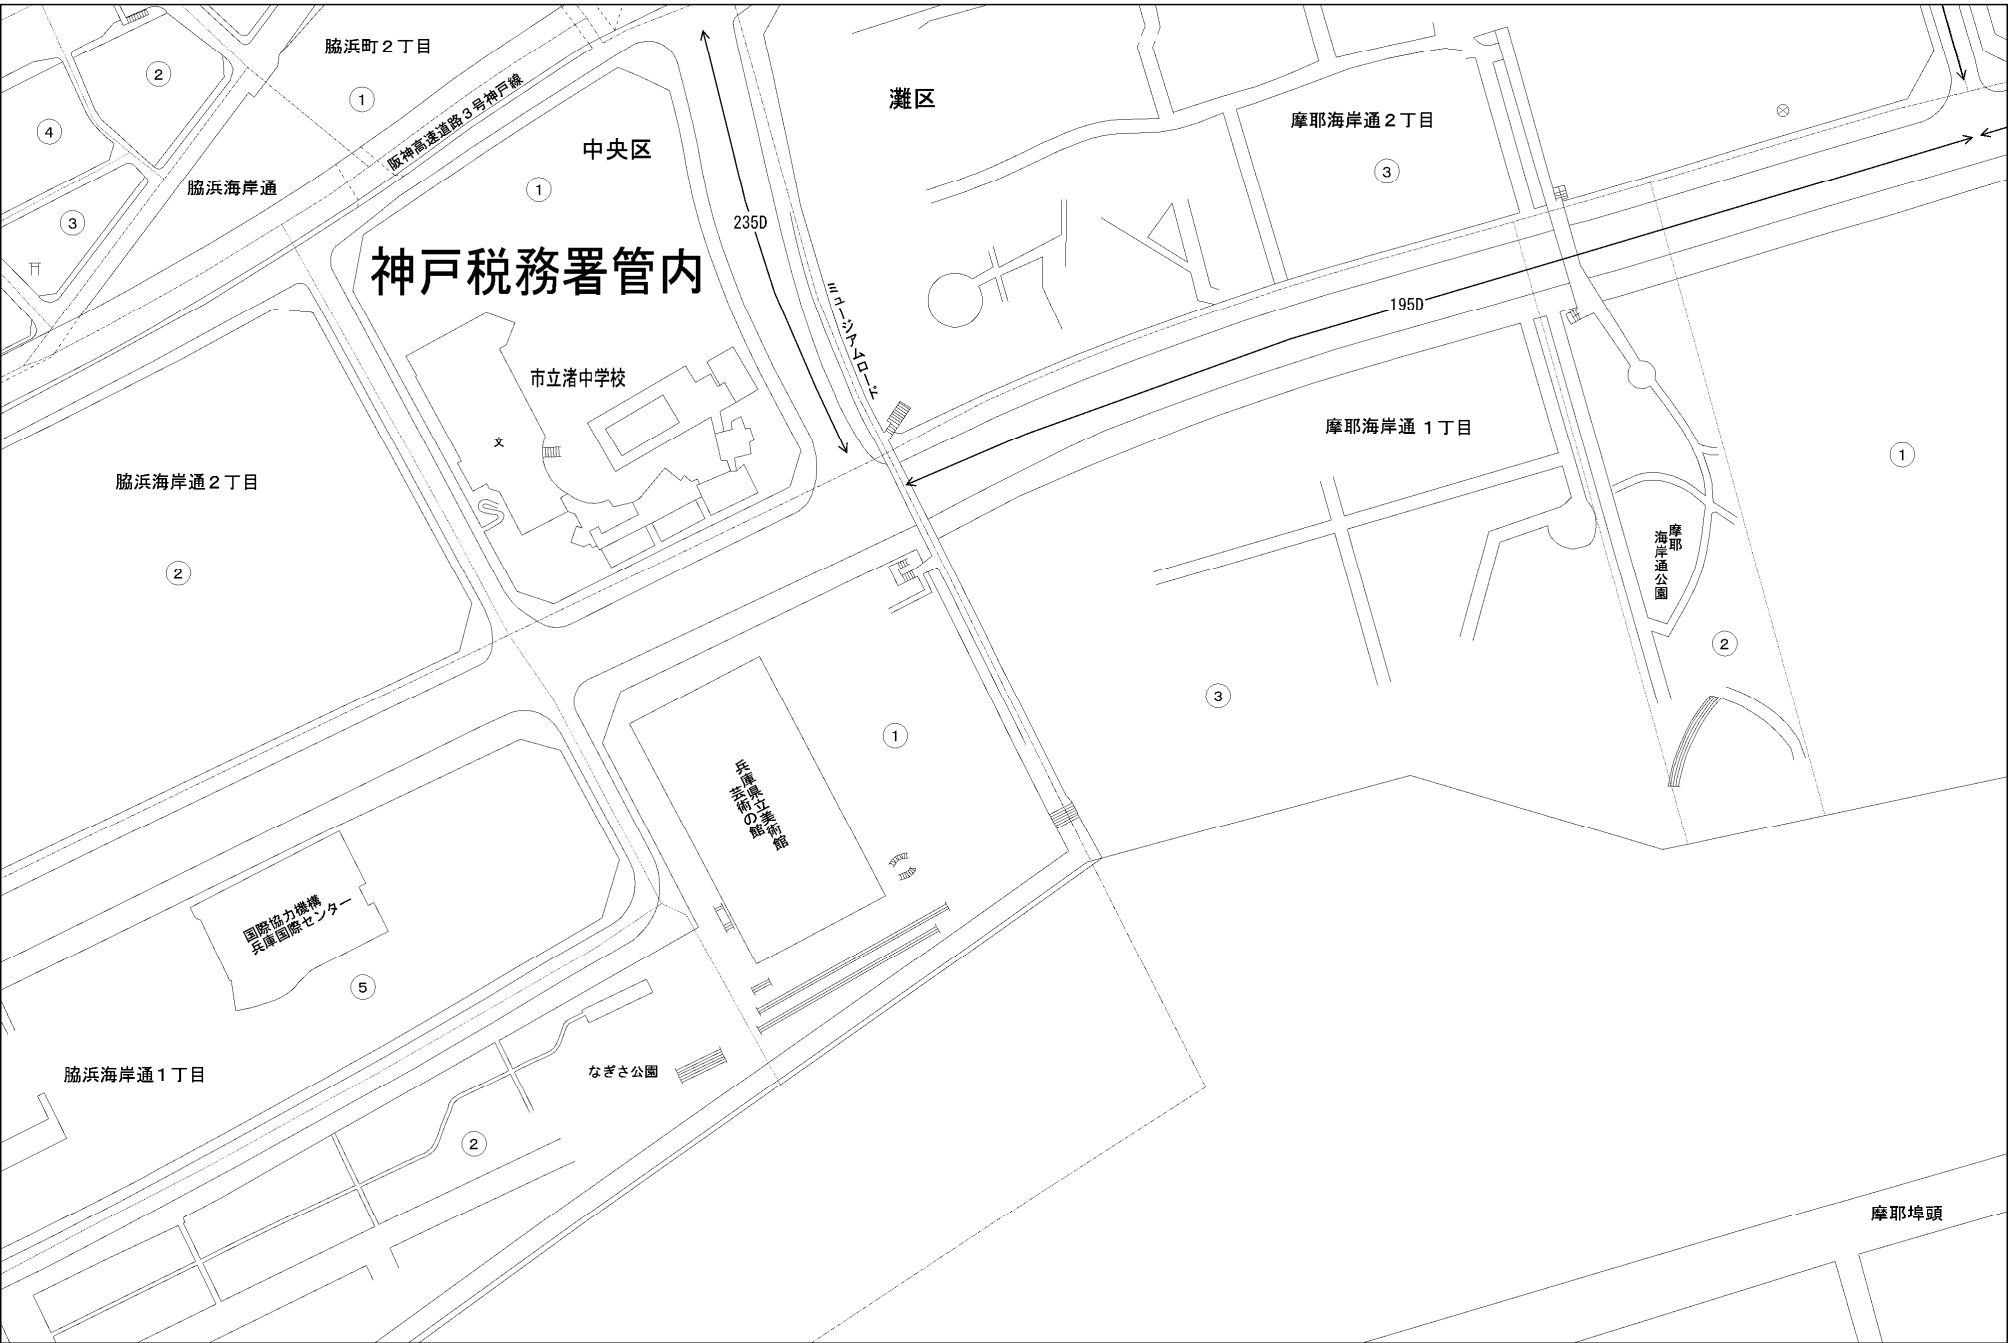 脇浜町２丁目
②
①
阪神高速道路３号神戸線
灘区
摩耶海岸通２丁目
④
中央区
③
脇浜海岸通
①
③
235D
神戸税務署管内
ミュージアムロード
195D
市立渚中学校
文
摩耶海岸通１丁目
①
脇浜海岸通２丁目
②
摩耶
海岸通公園
②
③
①
兵庫県立美術館
芸術の館
国際協力機構
兵庫国際センター
⑤
脇浜海岸通１丁目
なぎさ公園
②
摩耶埠頭